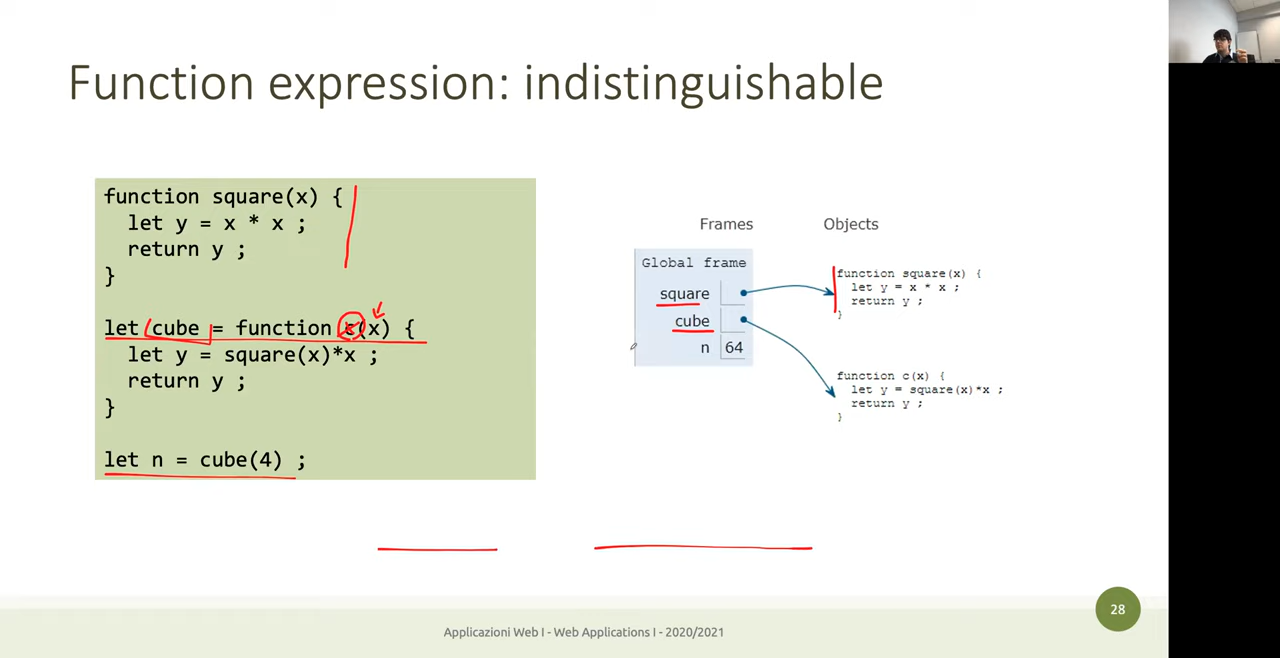 Function expression: indistinguishable
function square(x) {
let y = x * x ;
return y ;
}
let cube = function c(x) {
let y = square(x)*x ;
return y ;
}
let n = cube(4) ;
Frames
Objects
Global frame
square
cube
n 64
function square(x) {
let y = x * x ;
return y ;
}
function c(x) {
let y = square(x)*x ;
return y ;
}
28
Applicazioni Web I - Web Applications I - 2020/2021